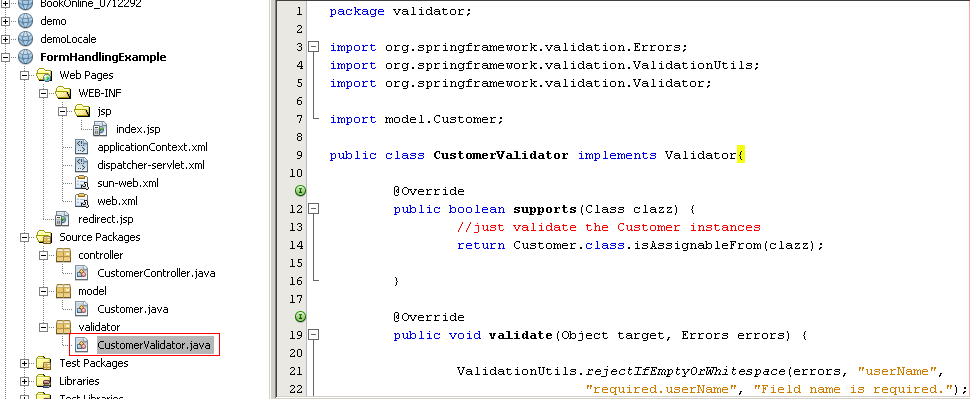 BookOnline_0712292
demo
demoLocale
FormHandlingExample
Web Pages
WEB-INF
jsp
index.jsp
applicationContext.xml
dispatcher-servlet.xml
sun-web.xml
web.xml
redirect.jsp
Source Packages
controller
CustomerController.java
model
Customer.java
validator
CustomerValidator.java
Test Packages
Libraries
Test Libraries
1 package validator;
2
3 import org.springframework.validation.Errors;
4 import org.springframework.validation.ValidationUtils;
5 import org.springframework.validation.Validator;
6
7 import model.Customer;
8
9 public class CustomerValidator implements Validator{
10
@Override
12 public boolean supports(Class clazz) {
13 //just validate the Customer instances
14 return Customer.class.isAssignableFrom(clazz);
15
16 }
17
@Override
19 public void validate(Object target, Errors errors) {
20
21 ValidationUtils.rejectIfEmptyOrWhitespace(errors, "userName",
22 "required.userName", "Field name is required.");